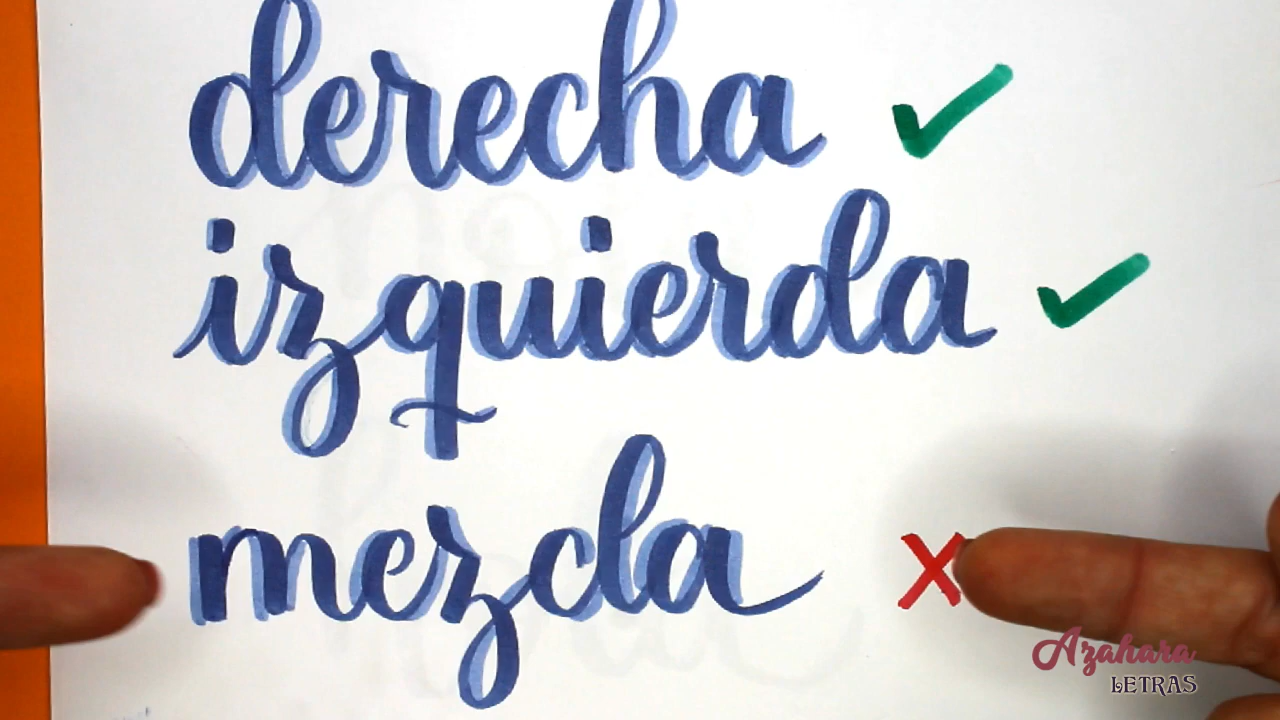 derecha ✓
izquierda ✓
mezcla X
Azahara
LETRAS